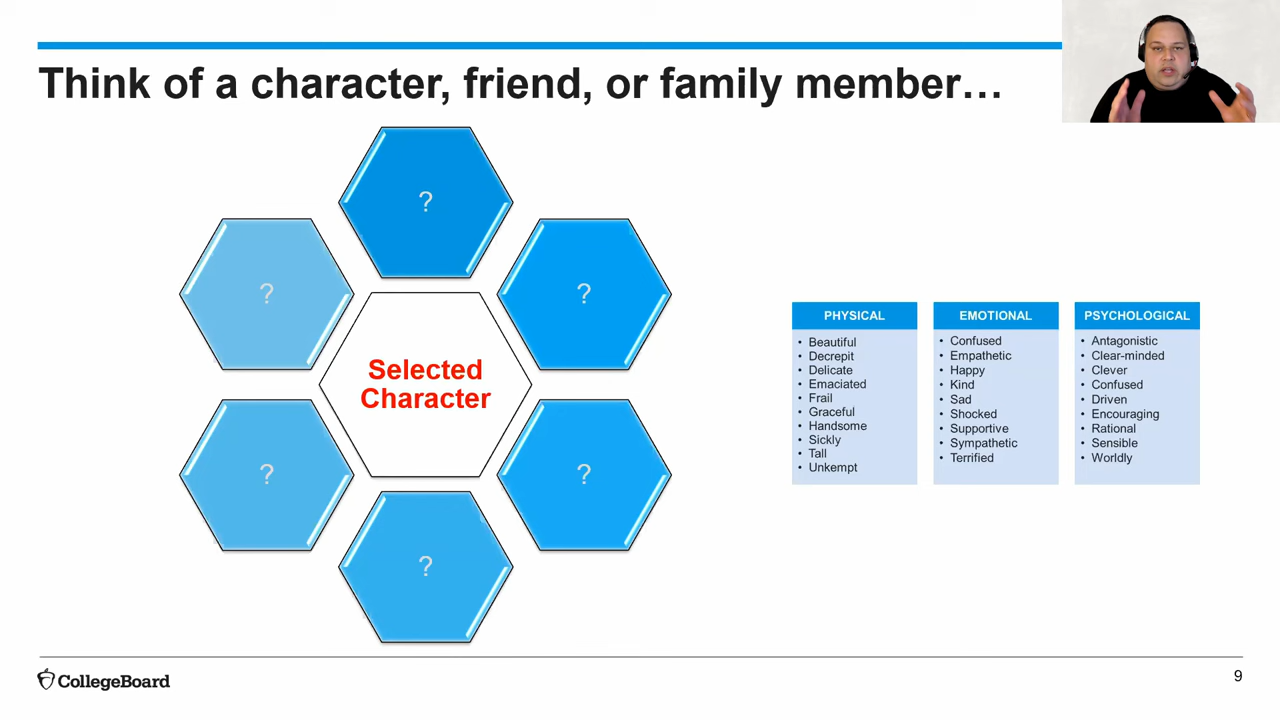 Think of a character, friend, or family member…
?
?
?
Selected
Character
?
?
?
PHYSICAL
• Beautiful
• Decrepit
• Delicate
• Emaciated
• Frail
• Graceful
• Handsome
• Sickly
• Tall
• Unkempt
EMOTIONAL
• Confused
• Empathetic
• Happy
• Kind
• Sad
• Shocked
• Supportive
• Sympathetic
• Terrified
PSYCHOLOGICAL
• Antagonistic
• Clear-minded
• Clever
• Confused
• Driven
• Encouraging
• Rational
• Sensible
• Worldly
CollegeBoard
9